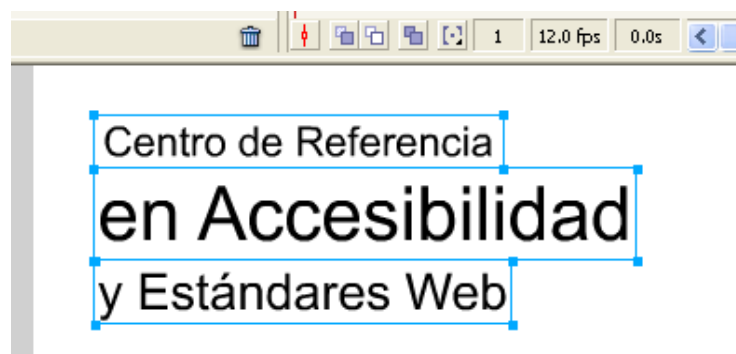 1 12.0 fps 0.0s
Centro de Referencia
en Accesibilidad
y Estándares Web